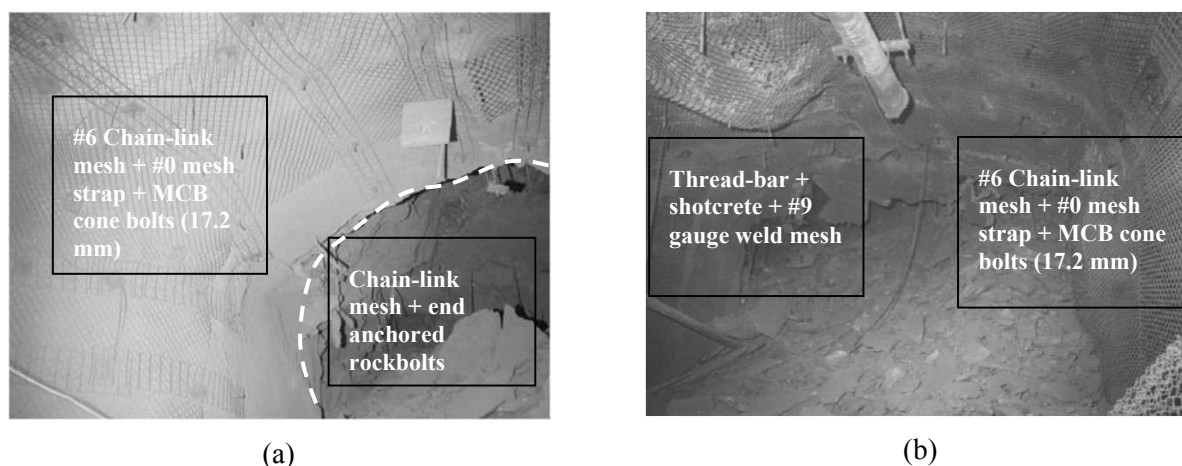 #6 Chain-link
mesh + #0 mesh
strap + MCB
cone bolts (17.2
mm)
Chain-link
mesh + end
anchored
rockbolts
(a)
Thread-bar +
shotcrete + #9
gauge weld mesh
#6 Chain-link
mesh + #0 mesh
strap + MCB cone
bolts (17.2 mm)
(b)